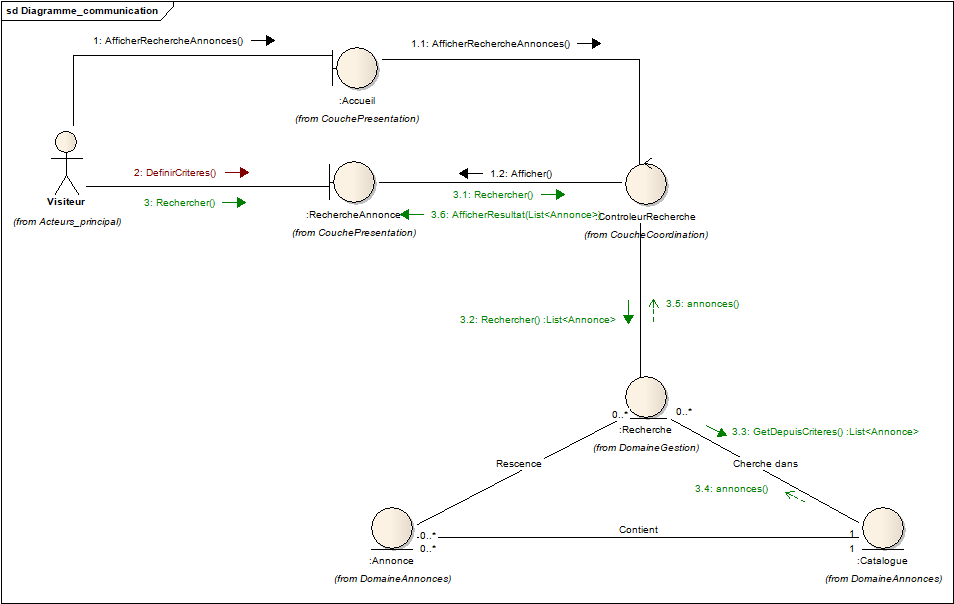 sd Diagramme_communication
1: AfficherRechercheAnnonces()
1.1: AfficherRechercheAnnonces()
:Accueil
(from CouchePresentation)
2: DefinirCriteres()
1.2: Afficher()
3.1: Rechercher()
Visiteur
3: Rechercher()
:RechercheAnnonce
3.6: AfficherResultat(List<Annonce>)
:ControleurRecherche
(from Acteurs_principal)
(from CouchePresentation)
(from CoucheCoordination)
3.5: annonces()
3.2: Rechercher() :List<Annonce>
0..*
0..*
:Recherche
3.3: GetDepuisCriteres() :List<Annonce>
(from DomaineGestion)
Rescence
Cherche dans
3.4: annonces()
Contient
0..*
1
0..*
1
:Annonce
:Catalogue
(from DomaineAnnonces)
(from DomaineAnnonces)